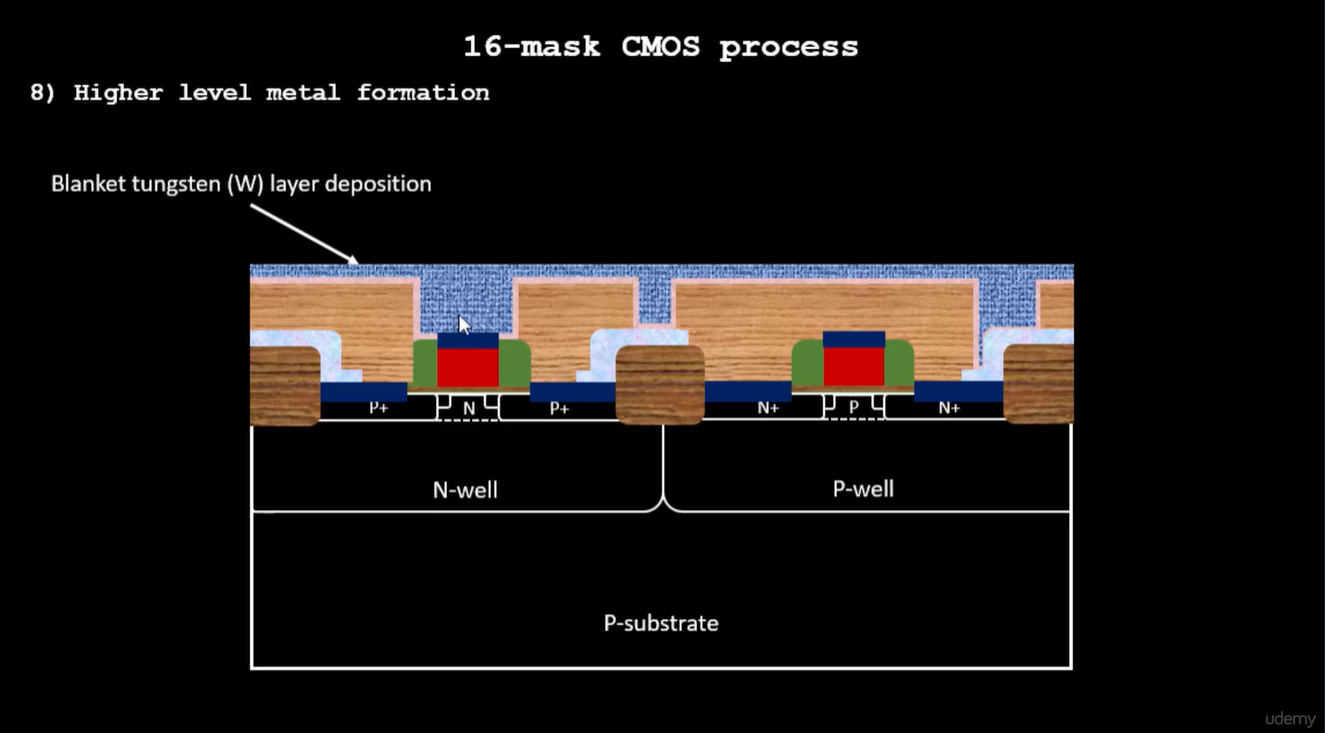 16-mask CMOS process
8) Higher level metal formation
Blanket tungsten (W) layer deposition
P+ N P+ N+ P N+
N-well P-well
P-substrate
udemy